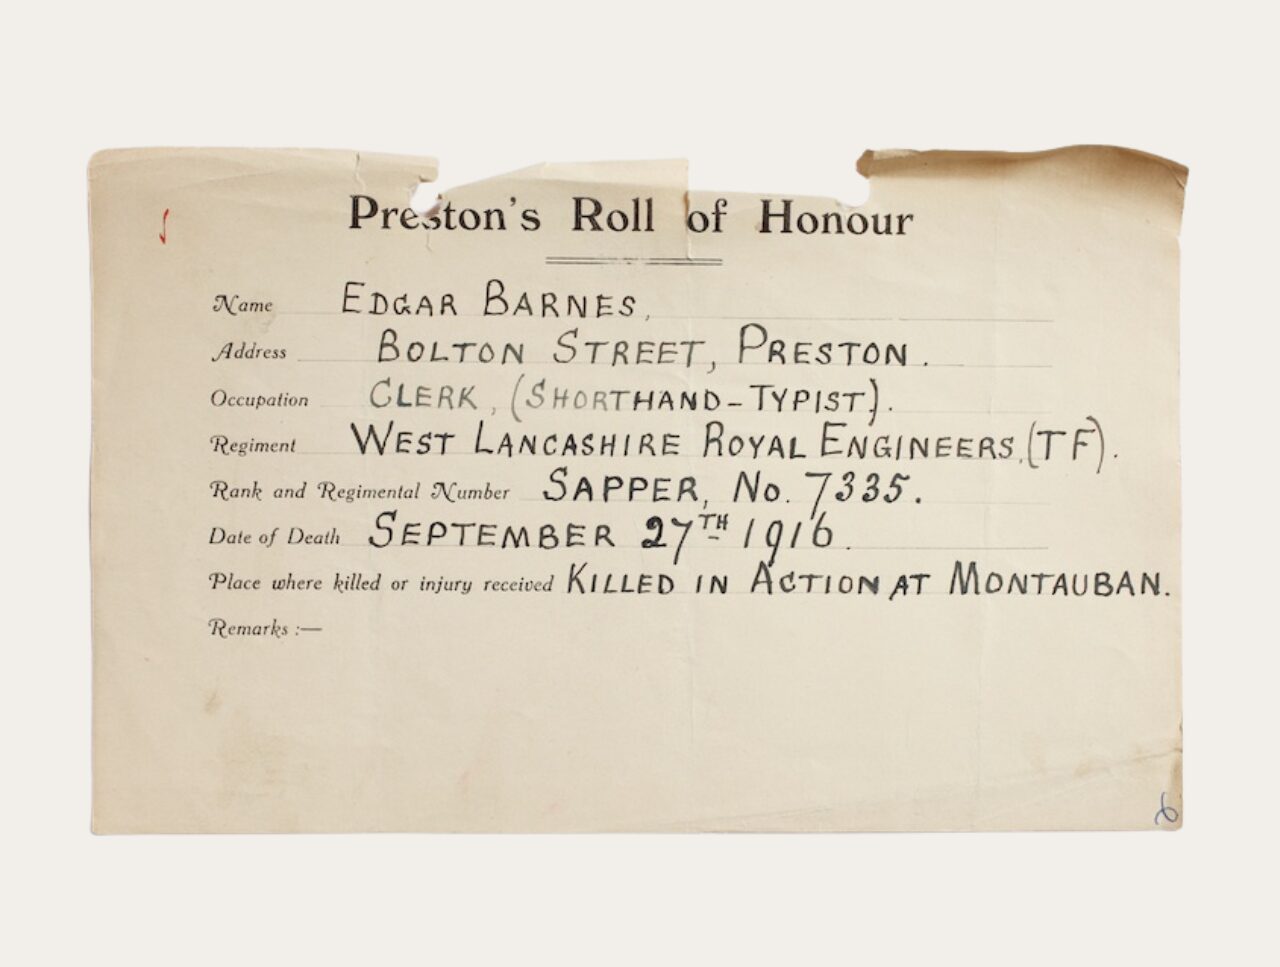 Preston's Roll of Honour
Name EDGAR BARNES,
Address BOLTON STREET, PRESTON.
Occupation CLERK, (SHORTHAND-TYPIST).
Regiment WEST LANCASHIRE ROYAL ENGINEERS, (TF).
Rank and Regimental Number SAPPER, No. 7335.
Date of Death SEPTEMBER 27TH 1916.
Place where killed or injury received KILLED IN ACTION AT MONTAUBAN.
Remarks :—